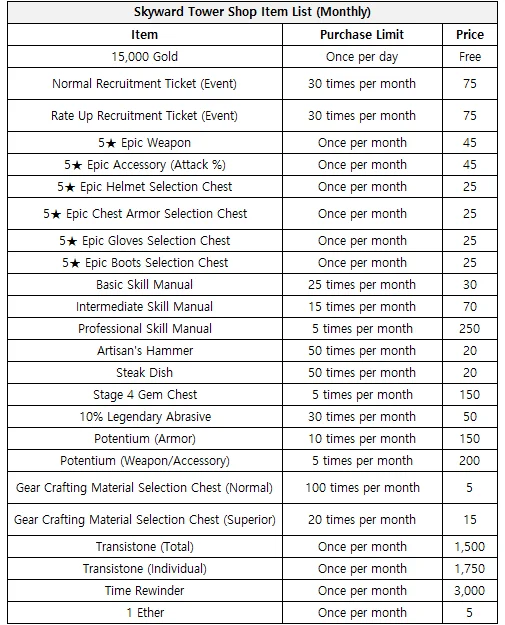 Skyward Tower Shop Item List (Monthly)
Item Purchase Limit Price
15,000 Gold Once per day Free
Normal Recruitment Ticket (Event) 30 times per month 75
Rate Up Recruitment Ticket (Event) 30 times per month 75
5★ Epic Weapon Once per month 45
5★ Epic Accessory (Attack %) Once per month 45
5★ Epic Helmet Selection Chest Once per month 25
5★ Epic Chest Armor Selection Chest Once per month 25
5★ Epic Gloves Selection Chest Once per month 25
5★ Epic Boots Selection Chest Once per month 25
Basic Skill Manual 25 times per month 30
Intermediate Skill Manual 15 times per month 70
Professional Skill Manual 5 times per month 250
Artisan's Hammer 50 times per month 20
Steak Dish 50 times per month 20
Stage 4 Gem Chest 5 times per month 150
10% Legendary Abrasive 30 times per month 50
Potentium (Armor) 10 times per month 150
Potentium (Weapon/Accessory) 5 times per month 200
Gear Crafting Material Selection Chest (Normal) 100 times per month 5
Gear Crafting Material Selection Chest (Superior) 20 times per month 15
Transistone (Total) Once per month 1,500
Transistone (Individual) Once per month 1,750
Time Rewinder Once per month 3,000
1 Ether Once per month 5